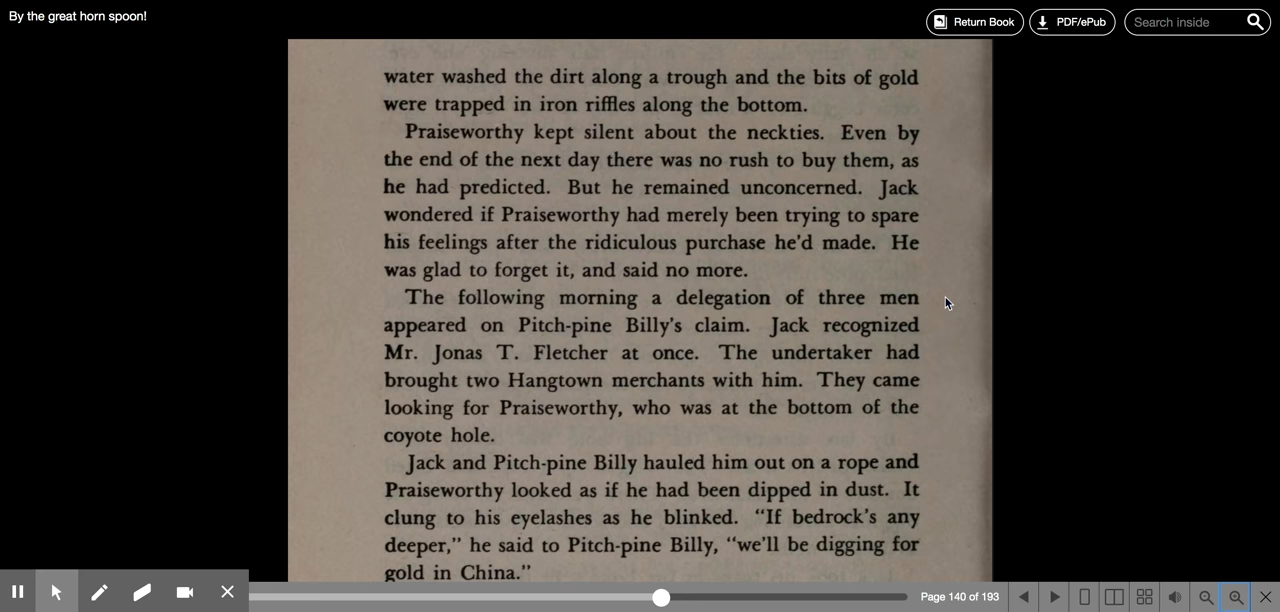 By the great horn spoon!
Return Book
PDF/ePub
Search inside
water washed the dirt along a trough and the bits of gold
were trapped in iron riffles along the bottom.
Praiseworthy kept silent about the neckties. Even by
the end of the next day there was no rush to buy them, as
he had predicted. But he remained unconcerned. Jack
wondered if Praiseworthy had merely been trying to spare
his feelings after the ridiculous purchase he'd made. He
was glad to forget it, and said no more.
The following morning a delegation of three men
appeared on Pitch-pine Billy's claim. Jack recognized
Mr. Jonas T. Fletcher at once. The undertaker had
brought two Hangtown merchants with him. They came
looking for Praiseworthy, who was at the bottom of the
coyote hole.
Jack and Pitch-pine Billy hauled him out on a rope and
Praiseworthy looked as if he had been dipped in dust. It
clung to his eyelashes as he blinked. "If bedrock's any
deeper," he said to Pitch-pine Billy, "we'll be digging for
gold in China."
Page 140 of 193